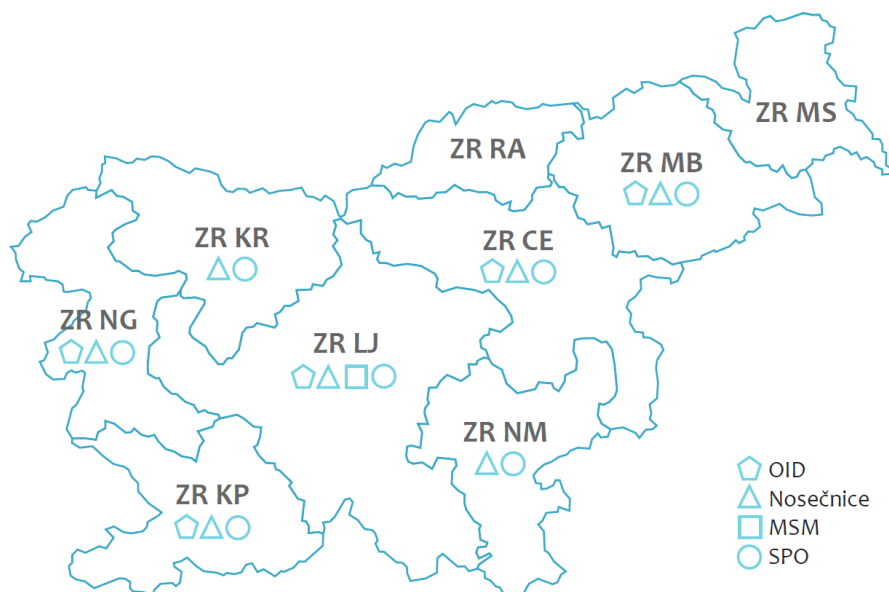 ZR MS
ZR RA
ZR MB
ZR KR
ZR CE
ZR NG
ZR LJ
ZR NM
ZR KP
OID
Nosečnice
MSM
SPO